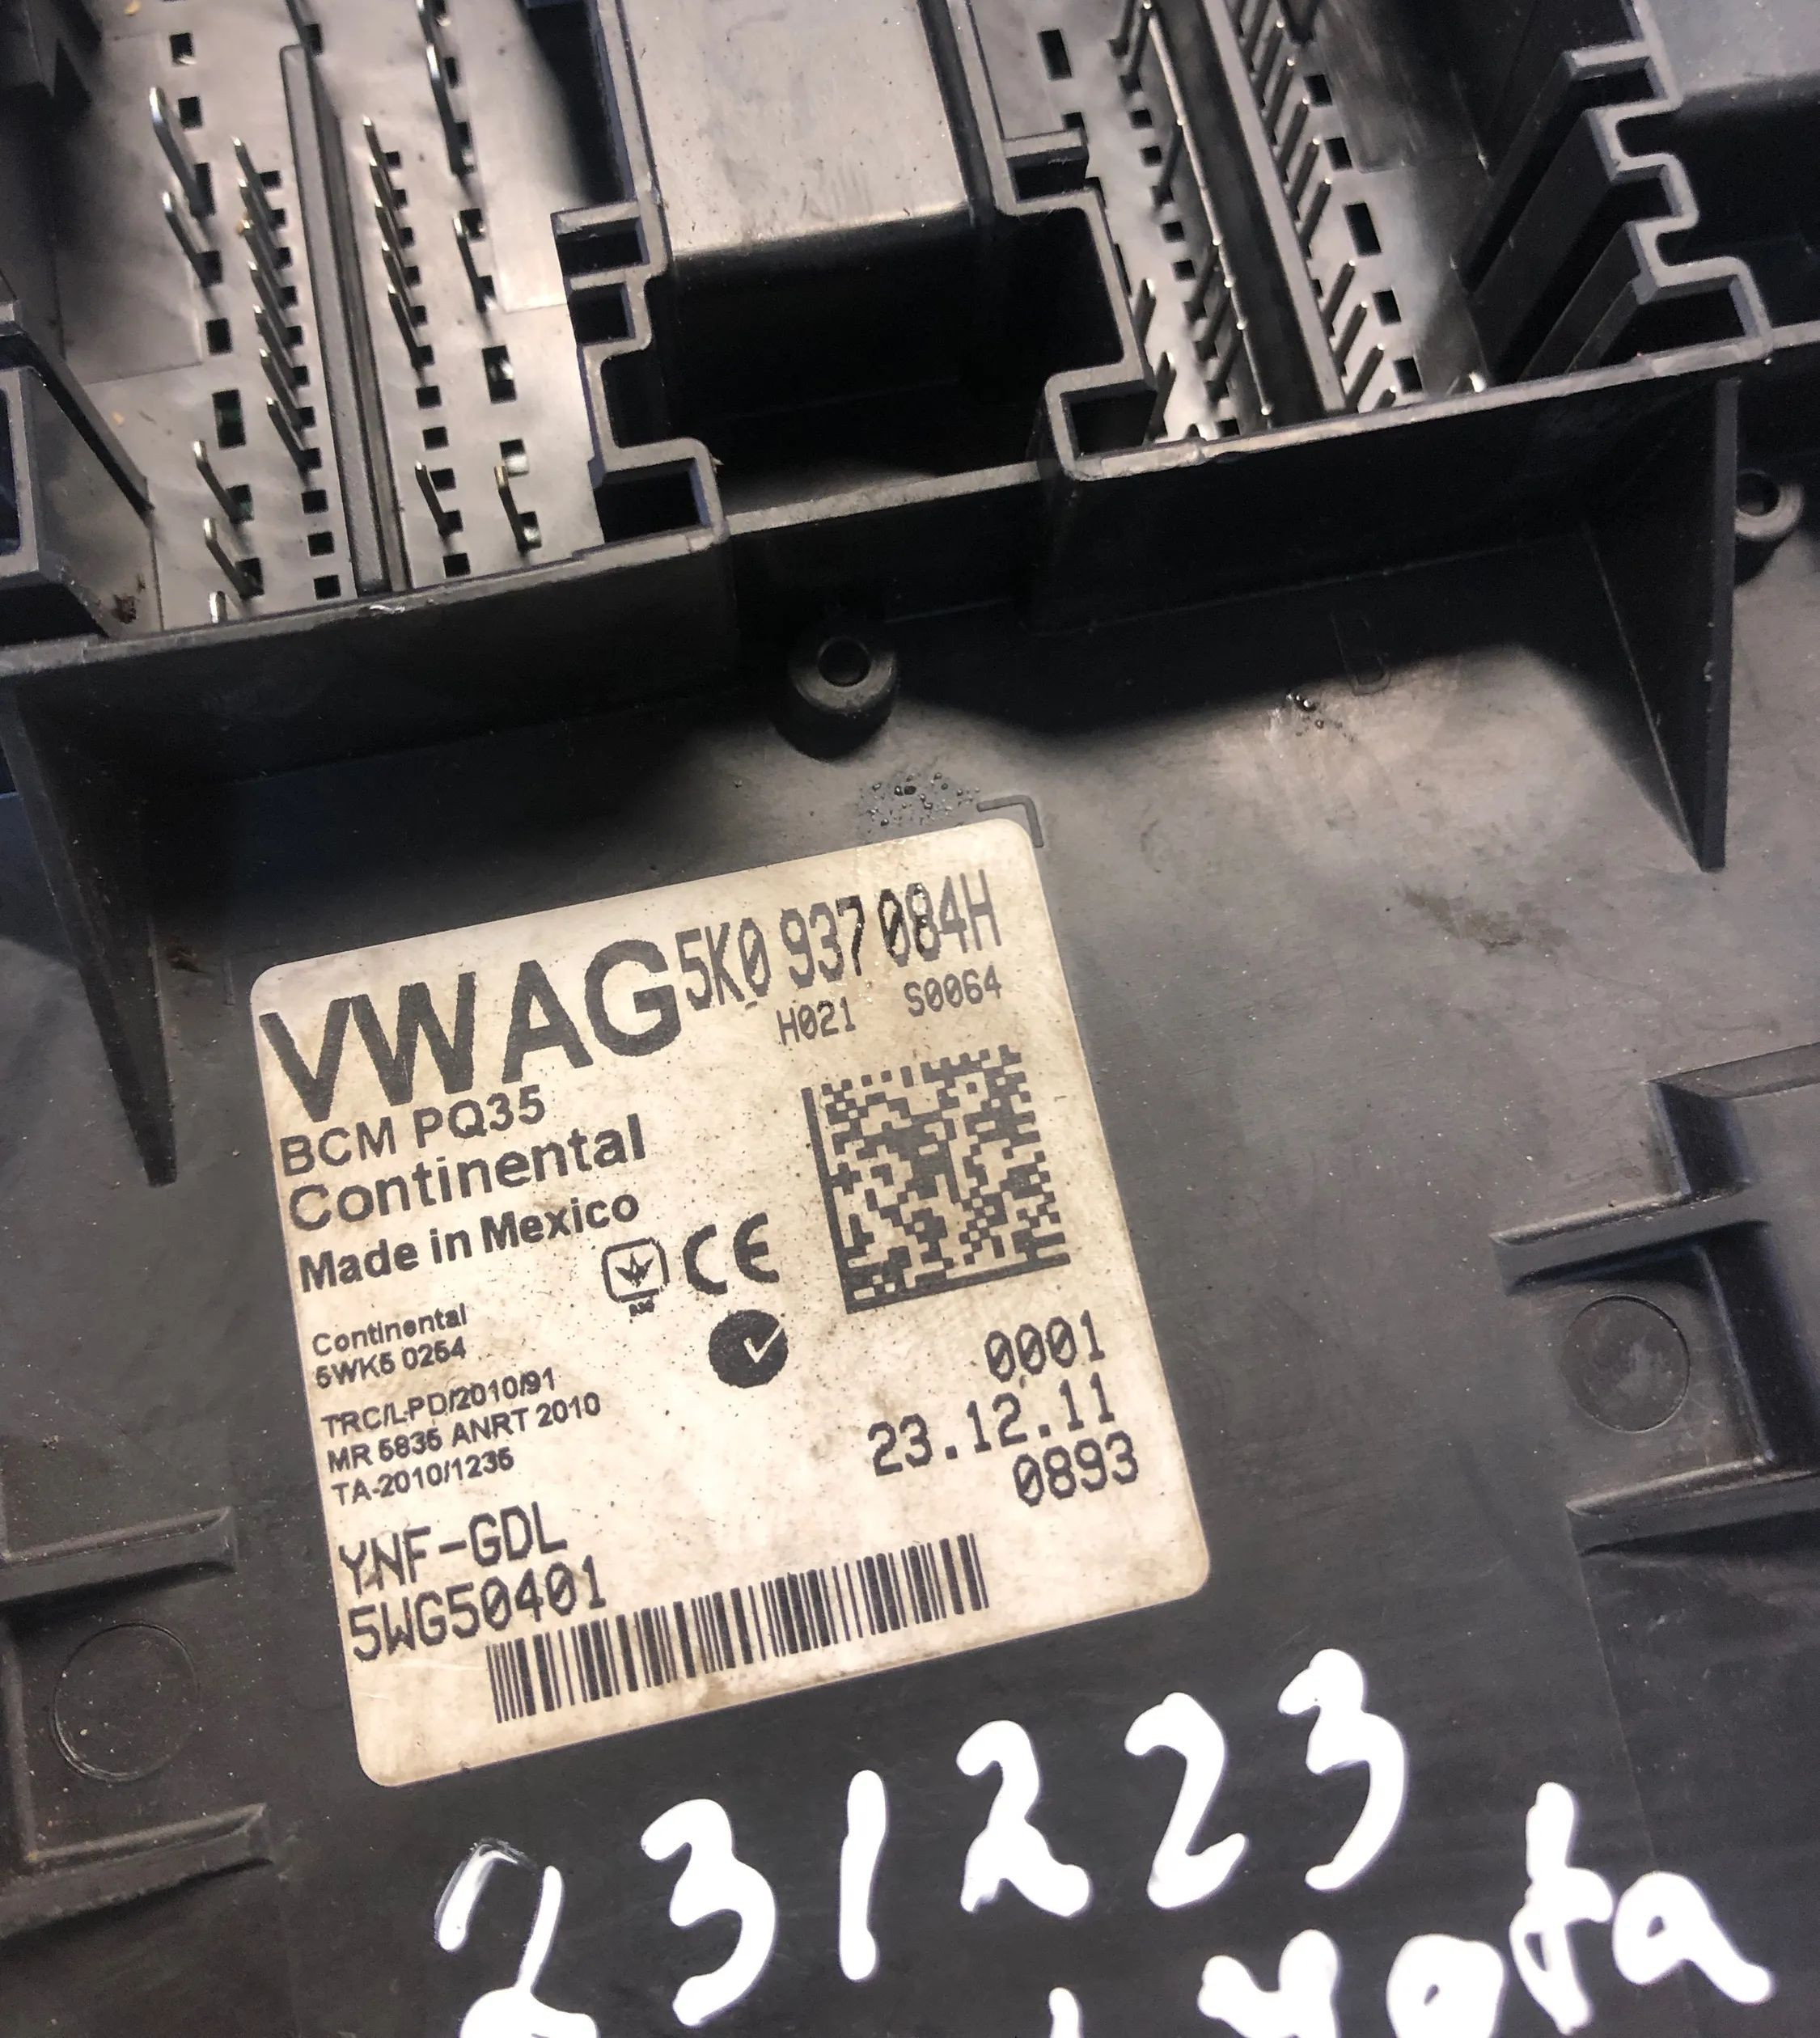 VWAG 5K0 937 084H
H021 S0064
BCM PQ35
Continental
Made in Mexico
CE
Continental
5WK5 0254
TRC/LPD/2010/91
MR 5835 ANRT 2010
TA-2010/1235
0001
23.12.11
0893
YNF-GDL
5WG50401
231223